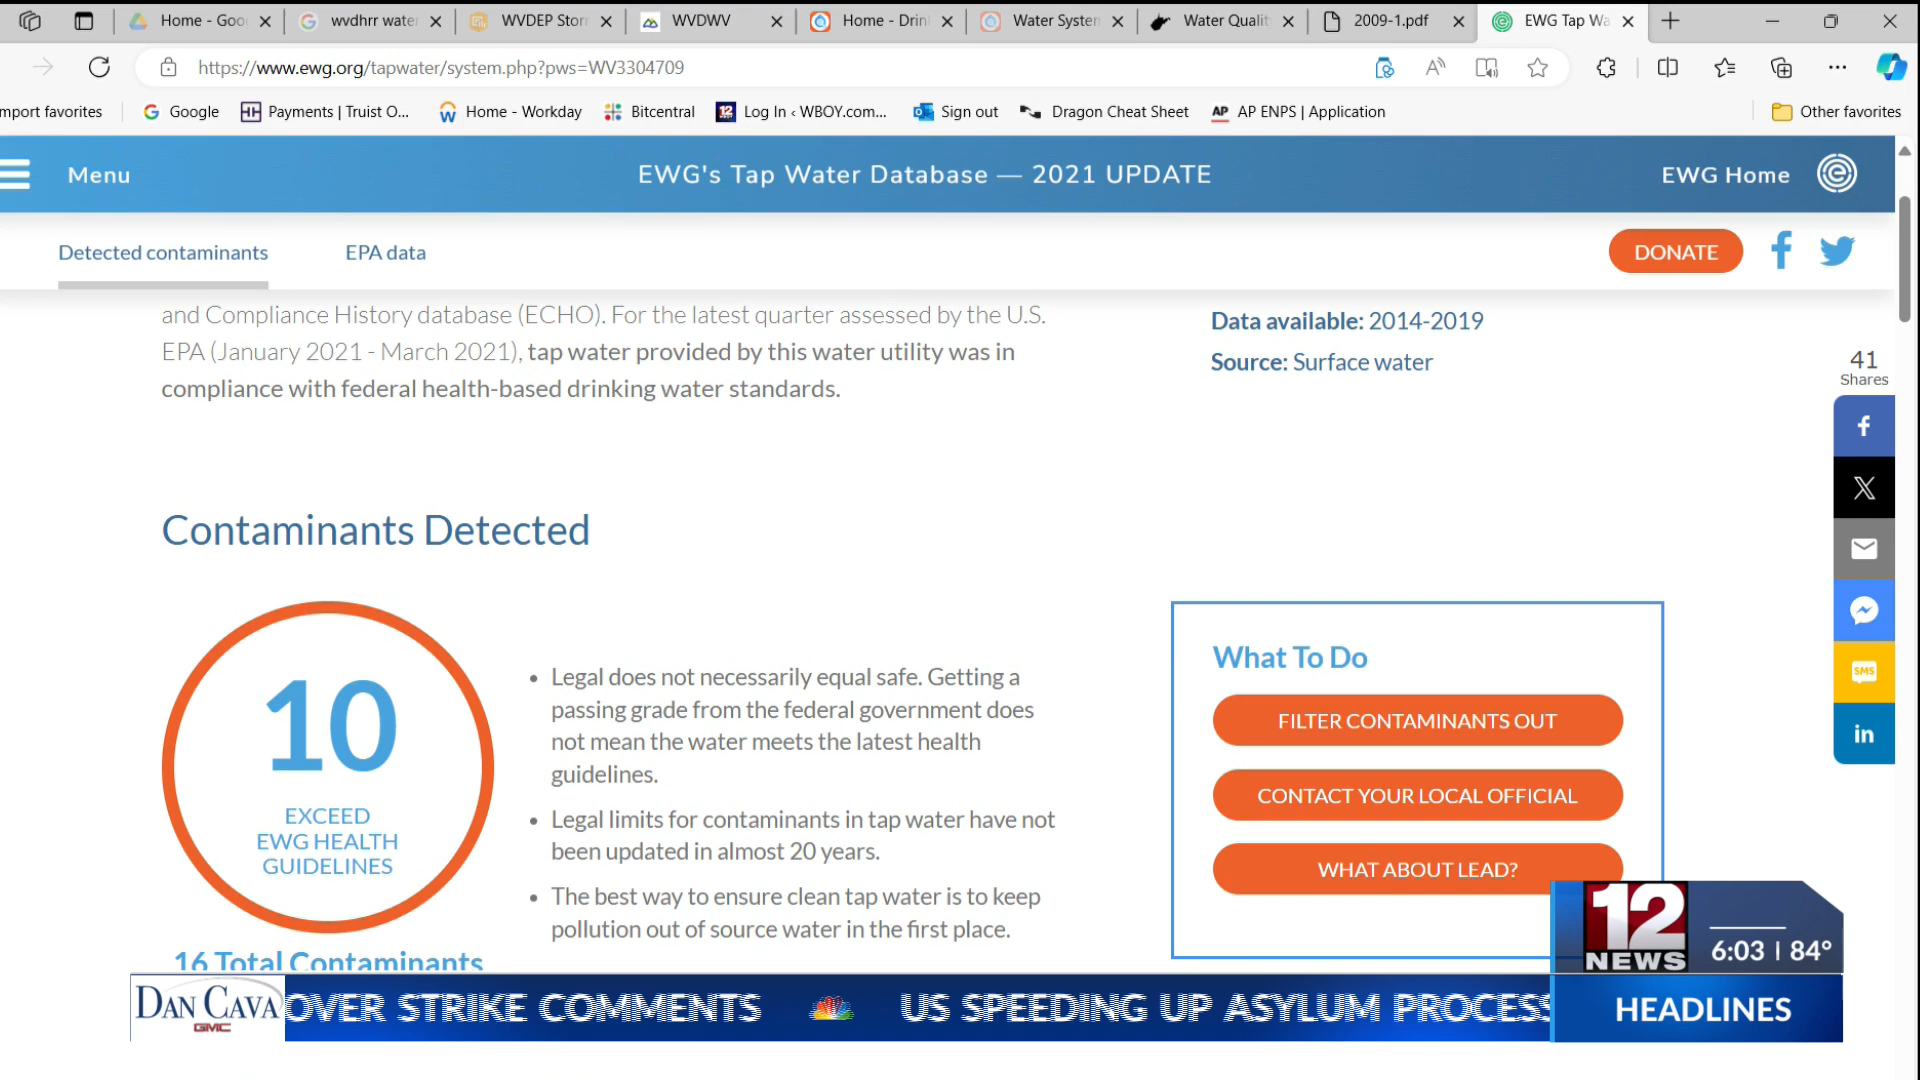 Home - Goo
wvdhrr water
WVDEP Stor
WVDWV
Home - Drin
Water System
Water Qualit
2009-1.pdf
EWG Tap Wa
https://www.ewg.org/tapwater/system.php?pws=WV3304709
mport favorites
Google
Payments | Truist O...
Home - Workday
Bitcentral
Log In ‹ WBOY.com...
Sign out
Dragon Cheat Sheet
AP AP ENPS | Application
Other favorites
Menu
EWG's Tap Water Database — 2021 UPDATE
EWG Home
Detected contaminants
EPA data
DONATE
and Compliance History database (ECHO). For the latest quarter assessed by the U.S.
EPA (January 2021 - March 2021), tap water provided by this water utility was in
compliance with federal health-based drinking water standards.
Data available: 2014-2019
Source: Surface water
41
Shares
Contaminants Detected
10
EXCEED
EWG HEALTH
GUIDELINES
16 Total Contaminants
• Legal does not necessarily equal safe. Getting a
passing grade from the federal government does
not mean the water meets the latest health
guidelines.
• Legal limits for contaminants in tap water have not
been updated in almost 20 years.
• The best way to ensure clean tap water is to keep
pollution out of source water in the first place.
What To Do
FILTER CONTAMINANTS OUT
CONTACT YOUR LOCAL OFFICIAL
WHAT ABOUT LEAD?
SMS
in
12
NEWS
6:03 | 84°
DAN CAVA
GMC
OVER STRIKE COMMENTS
US SPEEDING UP ASYLUM PROCESS
HEADLINES